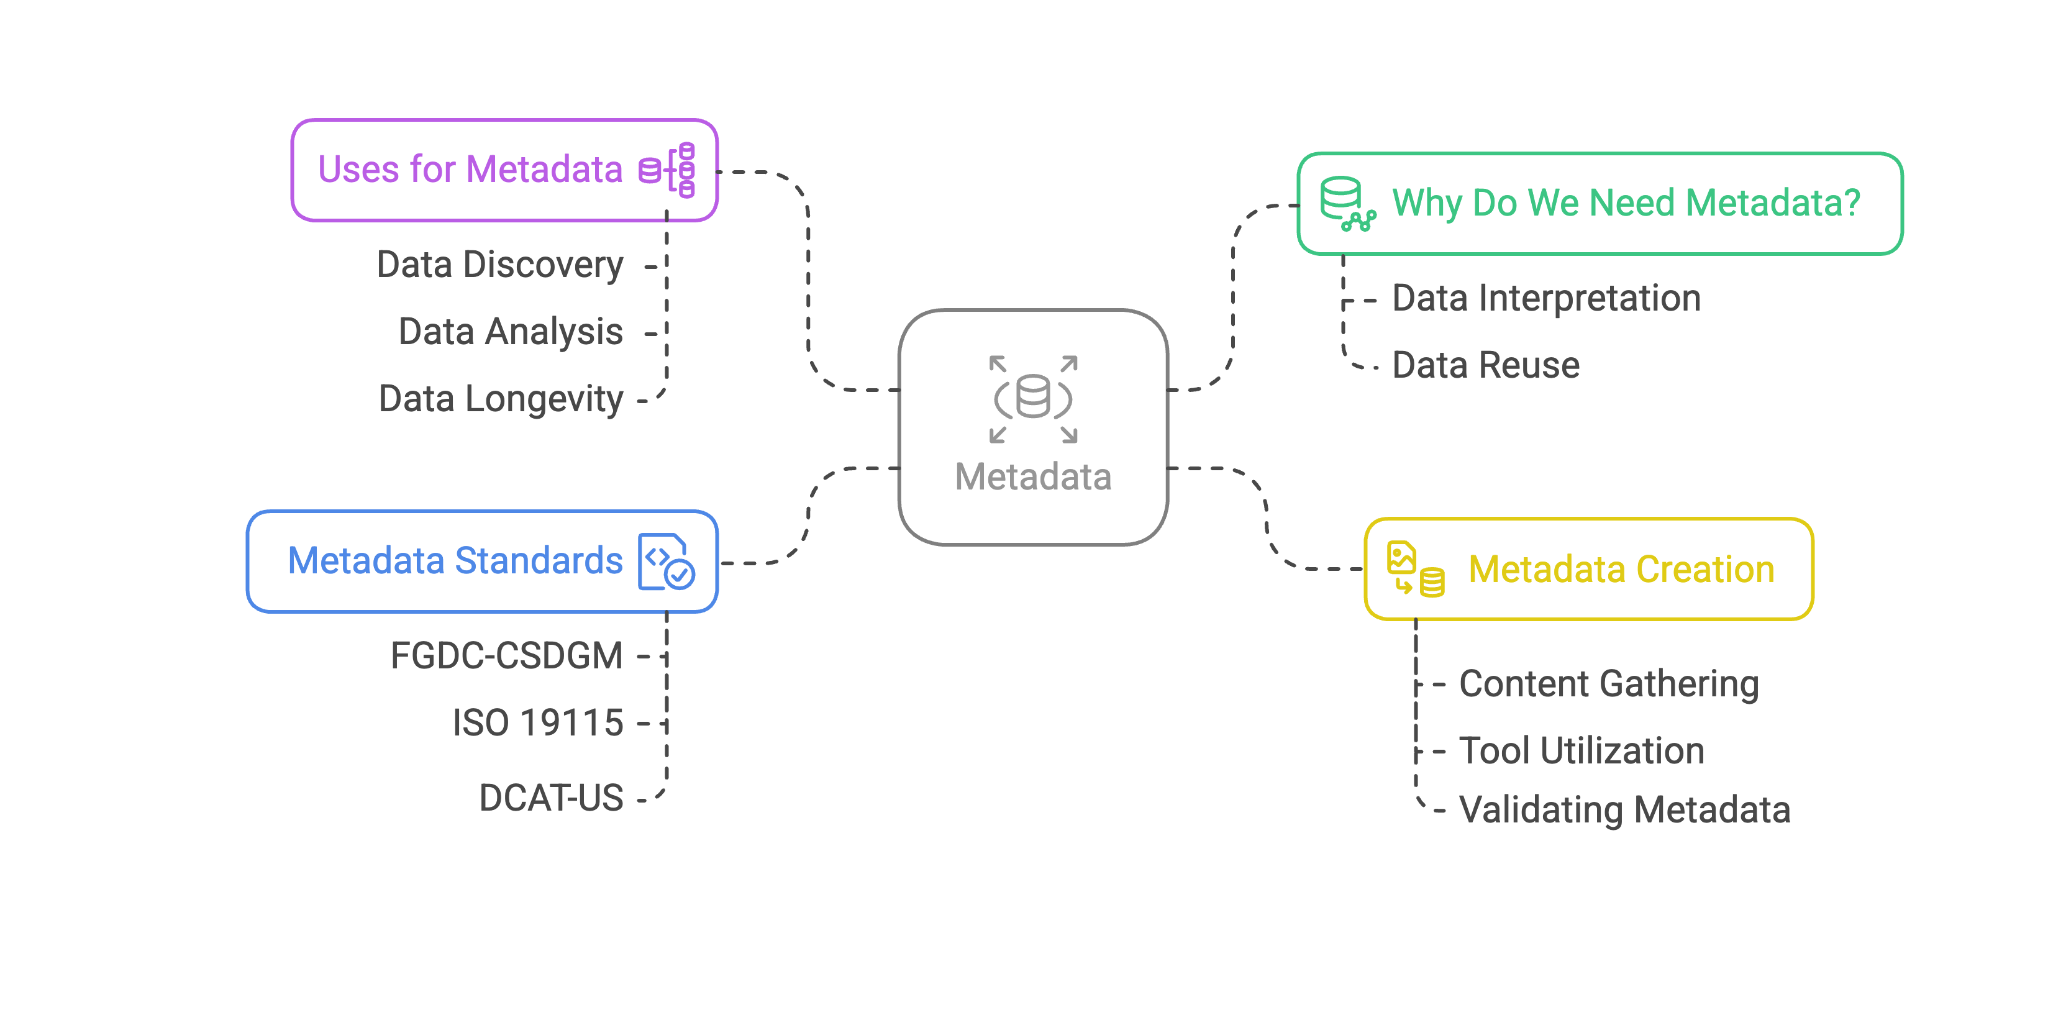 Uses for Metadata
Data Discovery
Data Analysis
Data Longevity
Metadata Standards
FGDC-CSDGM
ISO 19115
DCAT-US
Metadata
Why Do We Need Metadata?
Data Interpretation
Data Reuse
Metadata Creation
Content Gathering
Tool Utilization
Validating Metadata